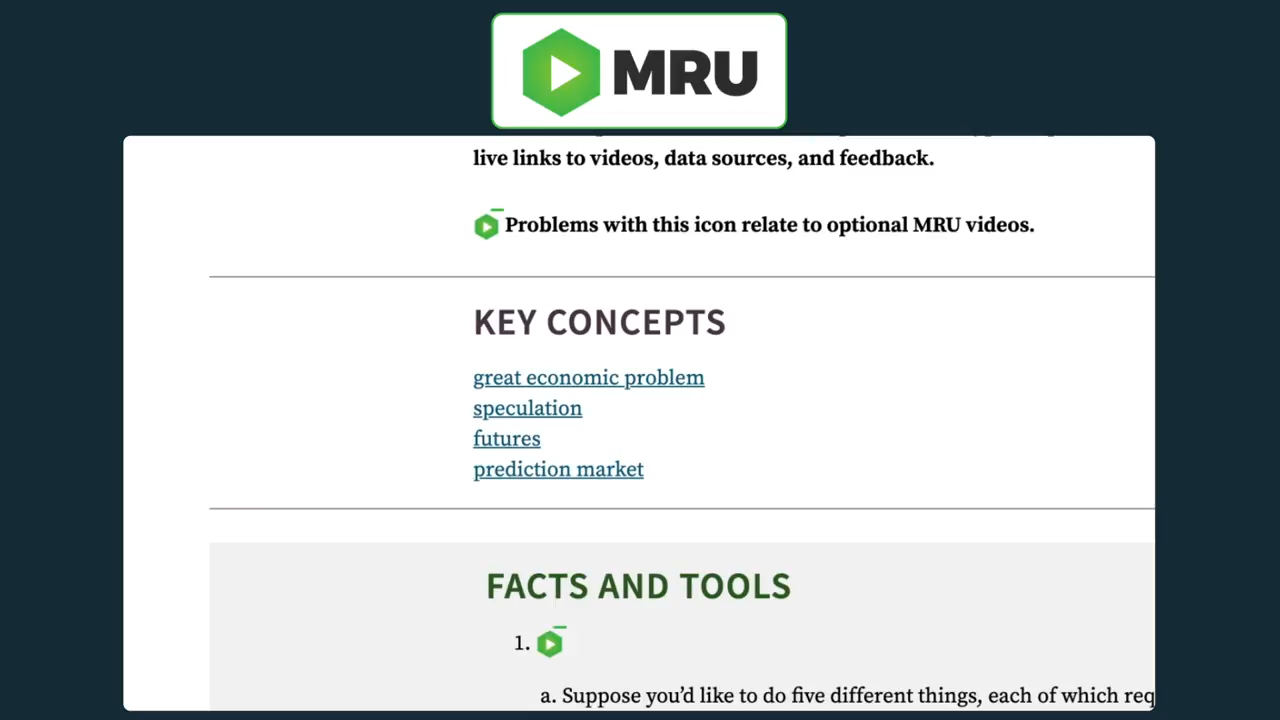 MRU
live links to videos, data sources, and feedback.
Problems with this icon relate to optional MRU videos.
KEY CONCEPTS
great economic problem
speculation
futures
prediction market
FACTS AND TOOLS
1.
a. Suppose you’d like to do five different things, each of which req